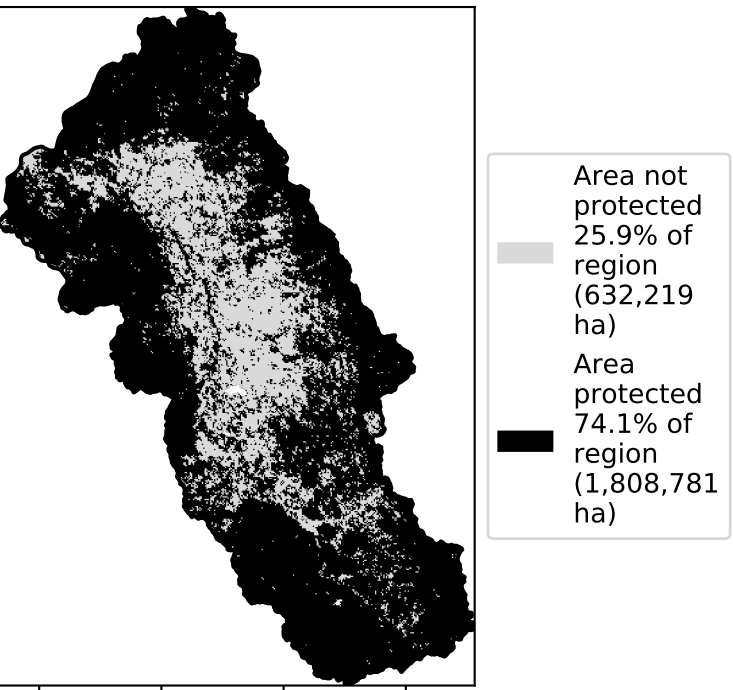 Area not
protected
25.9% of
region
(632,219
ha)
Area
protected
74.1% of
region
(1,808,781
ha)